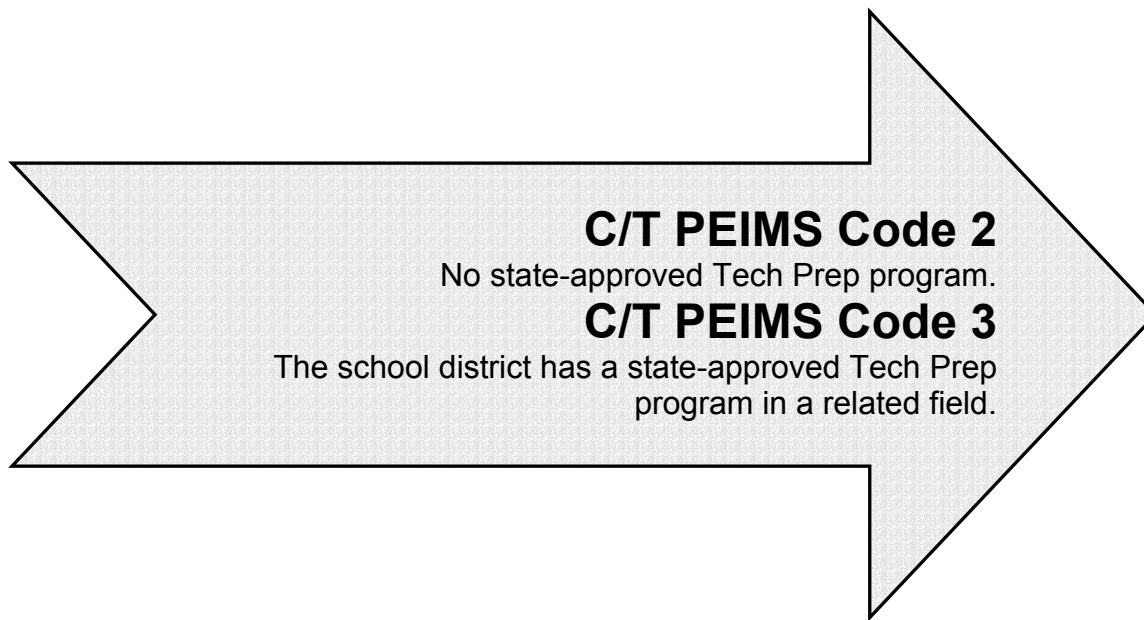 C/T PEIMS Code 2
No state-approved Tech Prep program.
C/T PEIMS Code 3
The school district has a state-approved Tech Prep
program in a related field.